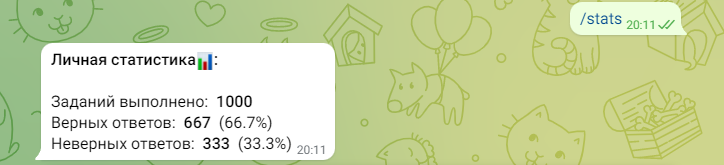 /stats 20:11
Личная статистика📊:
Заданий выполнено: 1000
Верных ответов: 667 (66.7%)
Неверных ответов: 333 (33.3%) 20:11